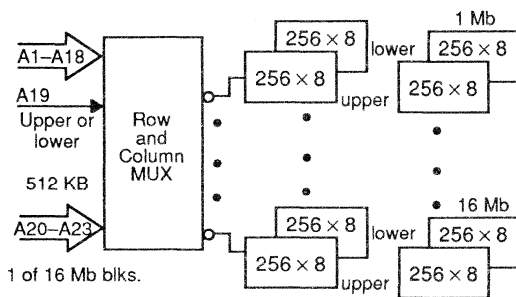 A1–A18
A19
Upper or
lower
512 KB
A20–A23
1 of 16 Mb blks.
Row
and
Column
MUX
256 × 8
lower
256 × 8
upper
1 Mb
256 × 8
256 × 8
256 × 8
lower
256 × 8
upper
16 Mb
256 × 8
256 × 8